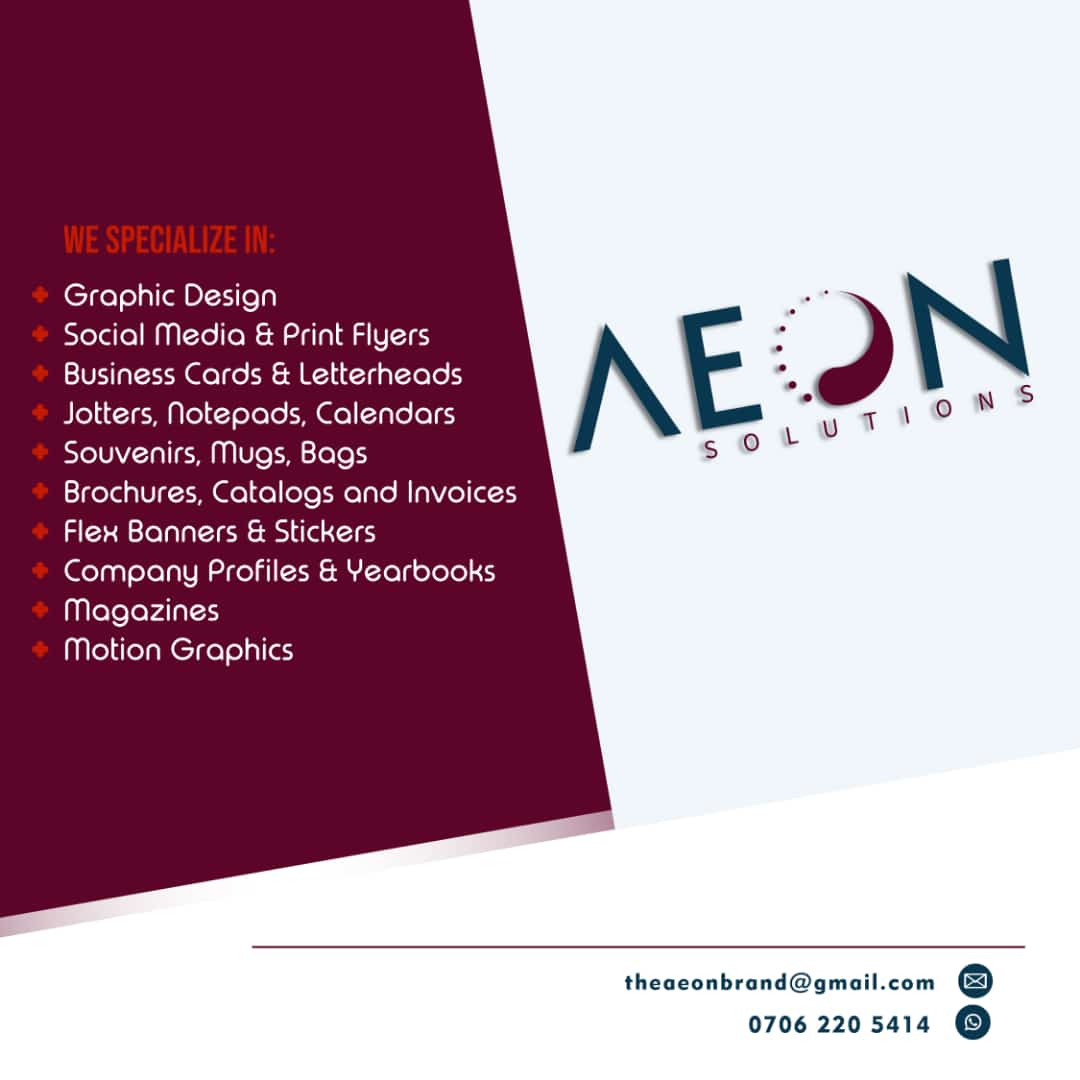 WE SPECIALIZE IN:
Graphic Design
Social Media & Print Flyers
Business Cards & Letterheads
Jotters, Notepads, Calendars
Souvenirs, Mugs, Bags
Brochures, Catalogs and Invoices
Flex Banners & Stickers
Company Profiles & Yearbooks
Magazines
Motion Graphics
AEON
SOLUTIONS
theaeonbrand@gmail.com
0706 220 5414